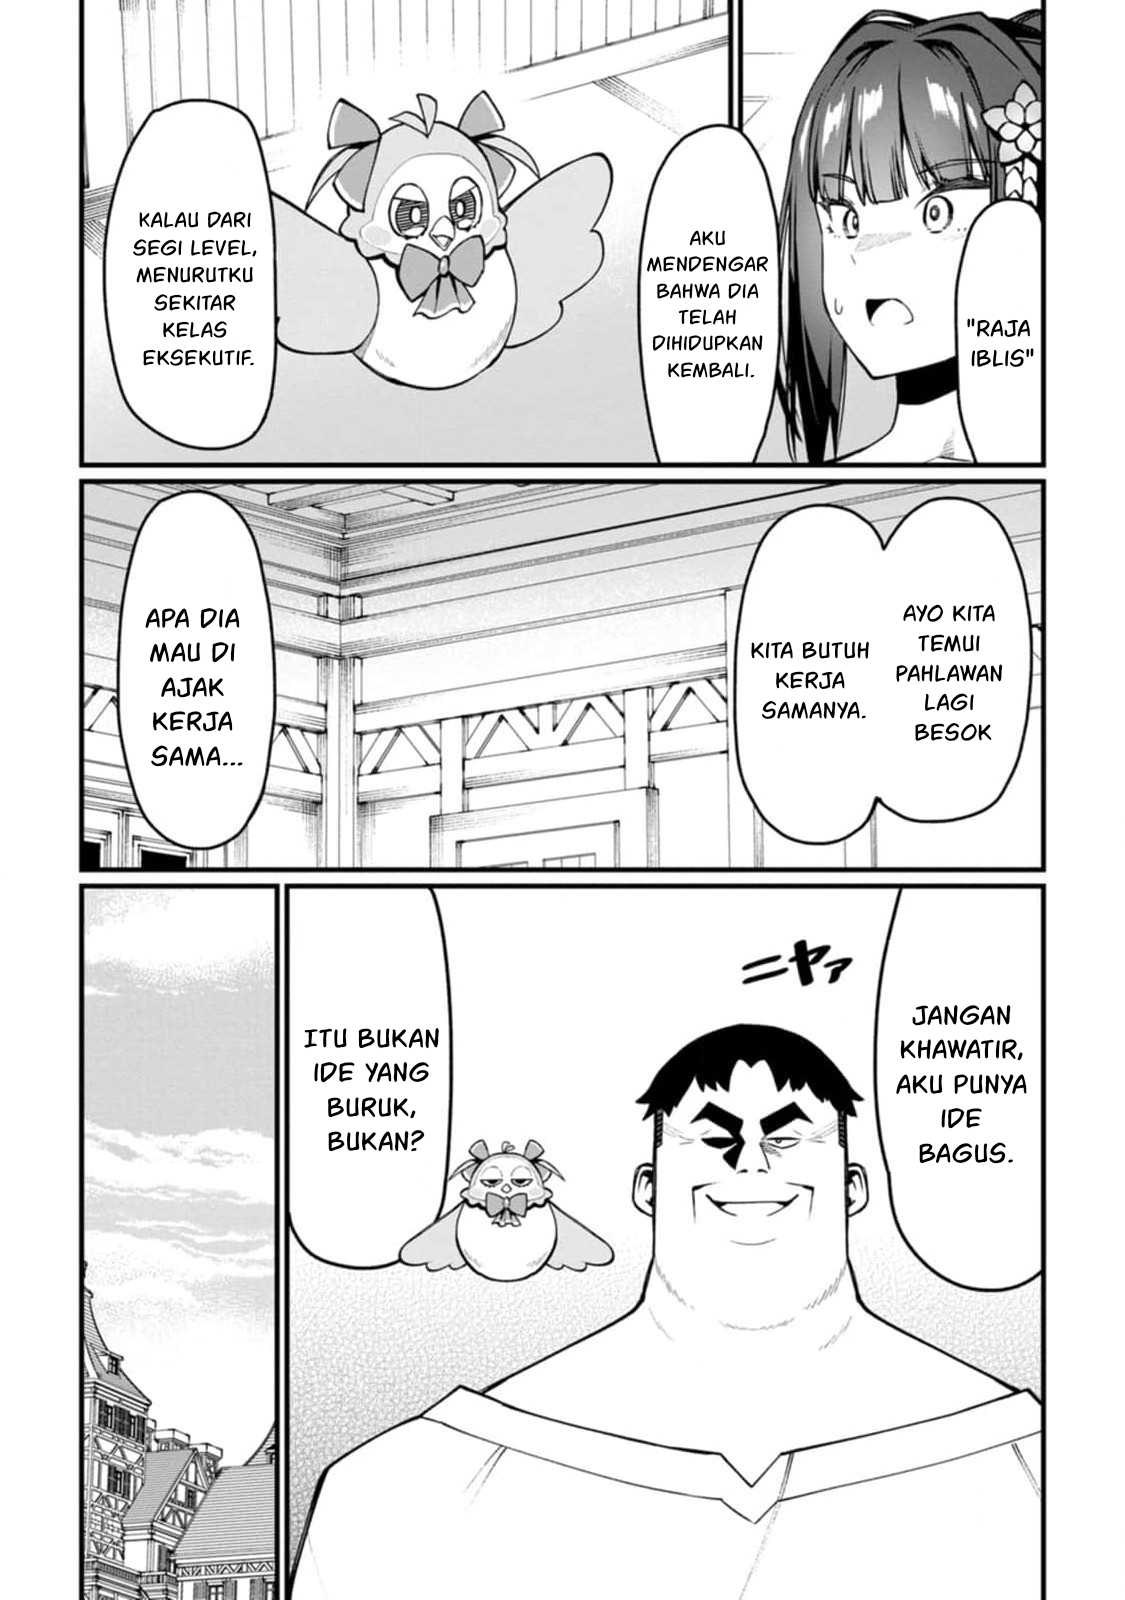 "RAJA
IBLIS"
AKU
MENDENGAR
BAHWA DIA
TELAH
DIHIDUPKAN
KEMBALI.
KALAU DARI
SEGI LEVEL,
MENURUTKU
SEKITAR
KELAS
EKSEKUTIF.
AYO KITA
TEMUI
PAHLAWAN
LAGI
BESOK
KITA BUTUH
KERJA
SAMANYA.
APA DIA
MAU DI
AJAK
KERJA
SAMA...
JANGAN
KHAWATIR,
AKU PUNYA
IDE
BAGUS.
ニヤァ
ITU BUKAN
IDE YANG
BURUK,
BUKAN?